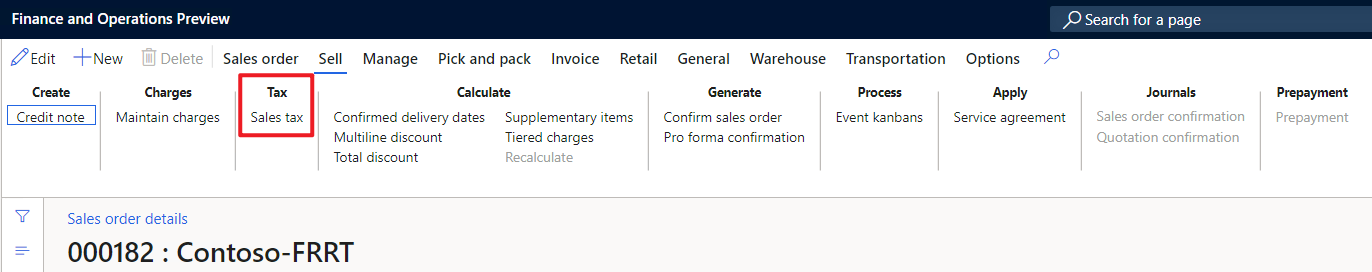 Finance and Operations Preview
Search for a page
Edit New Delete Sales order Sell Manage Pick and pack Invoice Retail General Warehouse Transportation Options
Create Charges Tax Calculate Generate Process Apply Journals Prepayment
Credit note Maintain charges Sales tax Confirmed delivery dates Supplementary items Confirm sales order Event kanbans Service agreement Sales order confirmation Prepayment
Multiline discount Tiered charges Pro forma confirmation Quotation confirmation
Total discount Recalculate
Sales order details
000182 : Contoso-FRRT